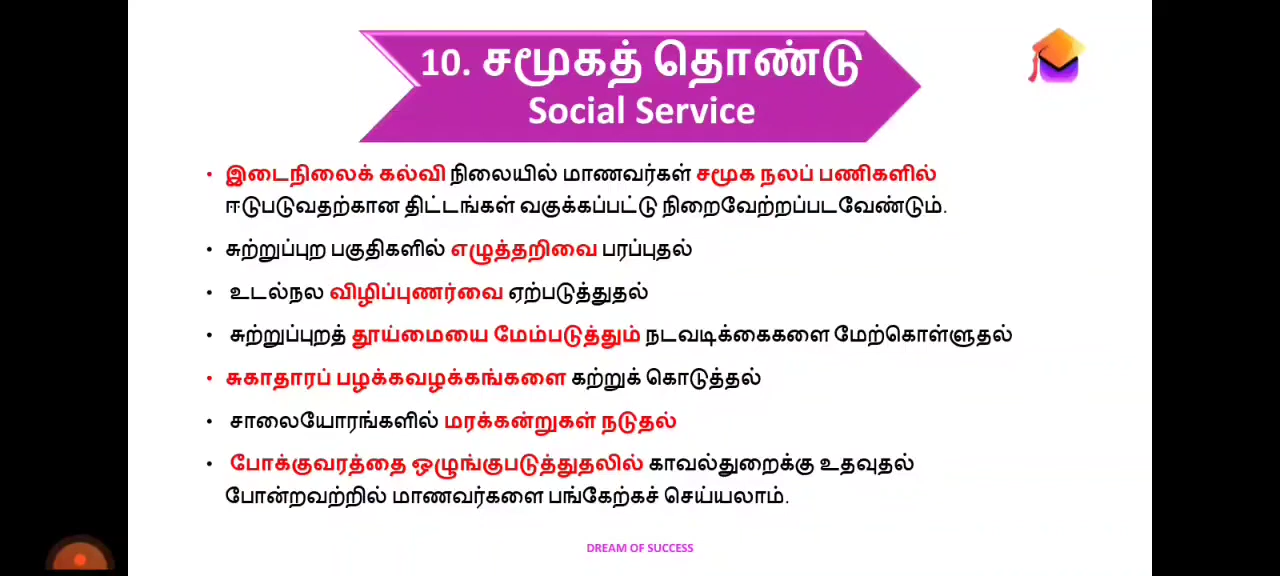 10. சமூகத் தொண்டு
Social Service
• இடைநிலைக் கல்வி நிலையில் மாணவர்கள் சமூக நலப் பணிகளில்
ஈடுபடுவதற்கான திட்டங்கள் வகுக்கப்பட்டு நிறைவேற்றப்படவேண்டும்.
• சுற்றுப்புற பகுதிகளில் எழுத்தறிவை பரப்புதல்
• உடல்நல விழிப்புணர்வை ஏற்படுத்துதல்
• சுற்றுப்புறத் தூய்மையை மேம்படுத்தும் நடவடிக்கைகளை மேற்கொள்ளுதல்
• சுகாதாரப் பழக்கவழக்கங்களை கற்றுக் கொடுத்தல்
• சாலையோரங்களில் மரக்கன்றுகள் நடுதல்
• போக்குவரத்தை ஒழுங்குபடுத்துதலில் காவல்துறைக்கு உதவுதல்
போன்றவற்றில் மாணவர்களை பங்கேற்கச் செய்யலாம்.
DREAM OF SUCCESS